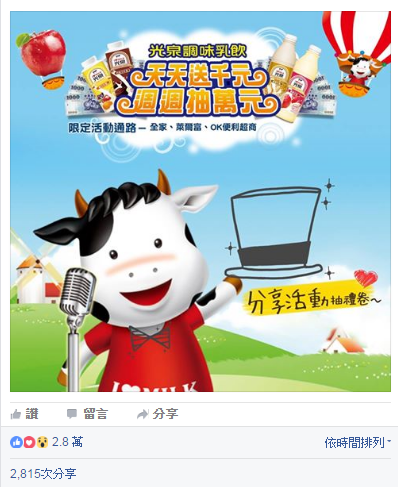 光泉調味乳飲
天天送千元
週週抽萬元
限定活動通路 — 全家、萊爾富、OK便利超商
分享活動抽禮卷~
I MILK
讚 留言 分享
2.8 萬 依時間排列
2,815次分享